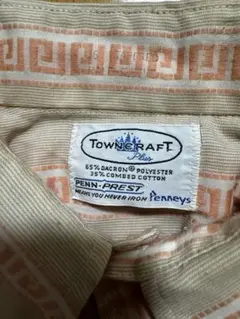 TOWNCRAFT
Plus
65% DACRON® POLYESTER
35% COMBED COTTON
PENN-PREST
MEANS YOU NEVER IRON
Penneys